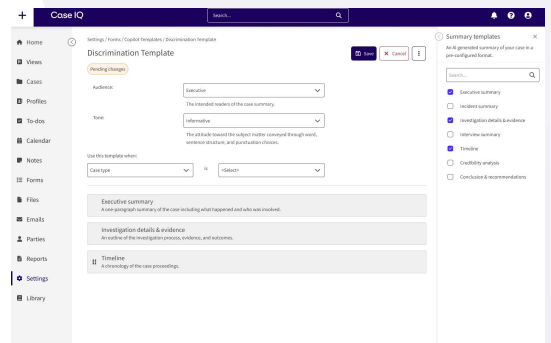 Case IQ
Search...
Home
Views
Cases
Profiles
To-dos
Calendar
Notes
Forms
Files
Emails
Parties
Reports
Settings
Library
Settings / Forms / Copilot Templates / Discrimination Template
Discrimination Template
Save
Cancel
Pending changes
Audience:
Executive
The intended readers of the case summary.
Tone:
Informative
The attitude toward the subject matter conveyed through word,
sentence structure, and punctuation choices.
Use this template when:
Case type
is
<Select>
Executive summary
A one-paragraph summary of the case including what happened and who was involved.
Investigation details & evidence
An outline of the investigation process, evidence, and outcomes.
Timeline
A chronology of the case proceedings.
Summary templates
An AI generated summary of your case in a
pre-configured format.
Search...
Executive summary
Incident summary
Investigation details & evidence
Interview summary
Timeline
Credibility analysis
Conclusion & recommendations